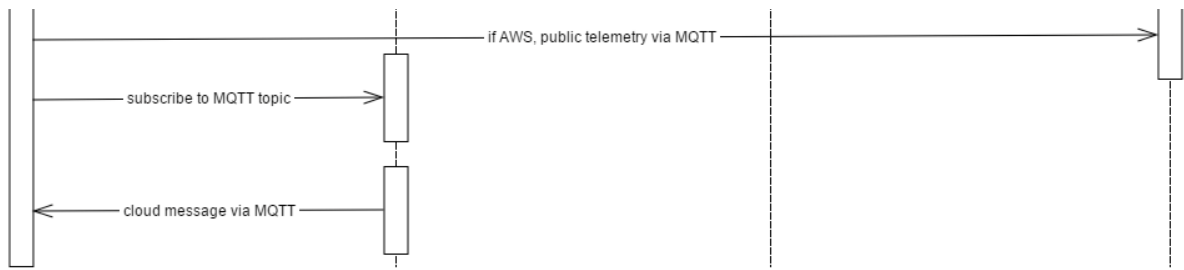 if AWS, public telemetry via MQTT
subscribe to MQTT topic
cloud message via MQTT